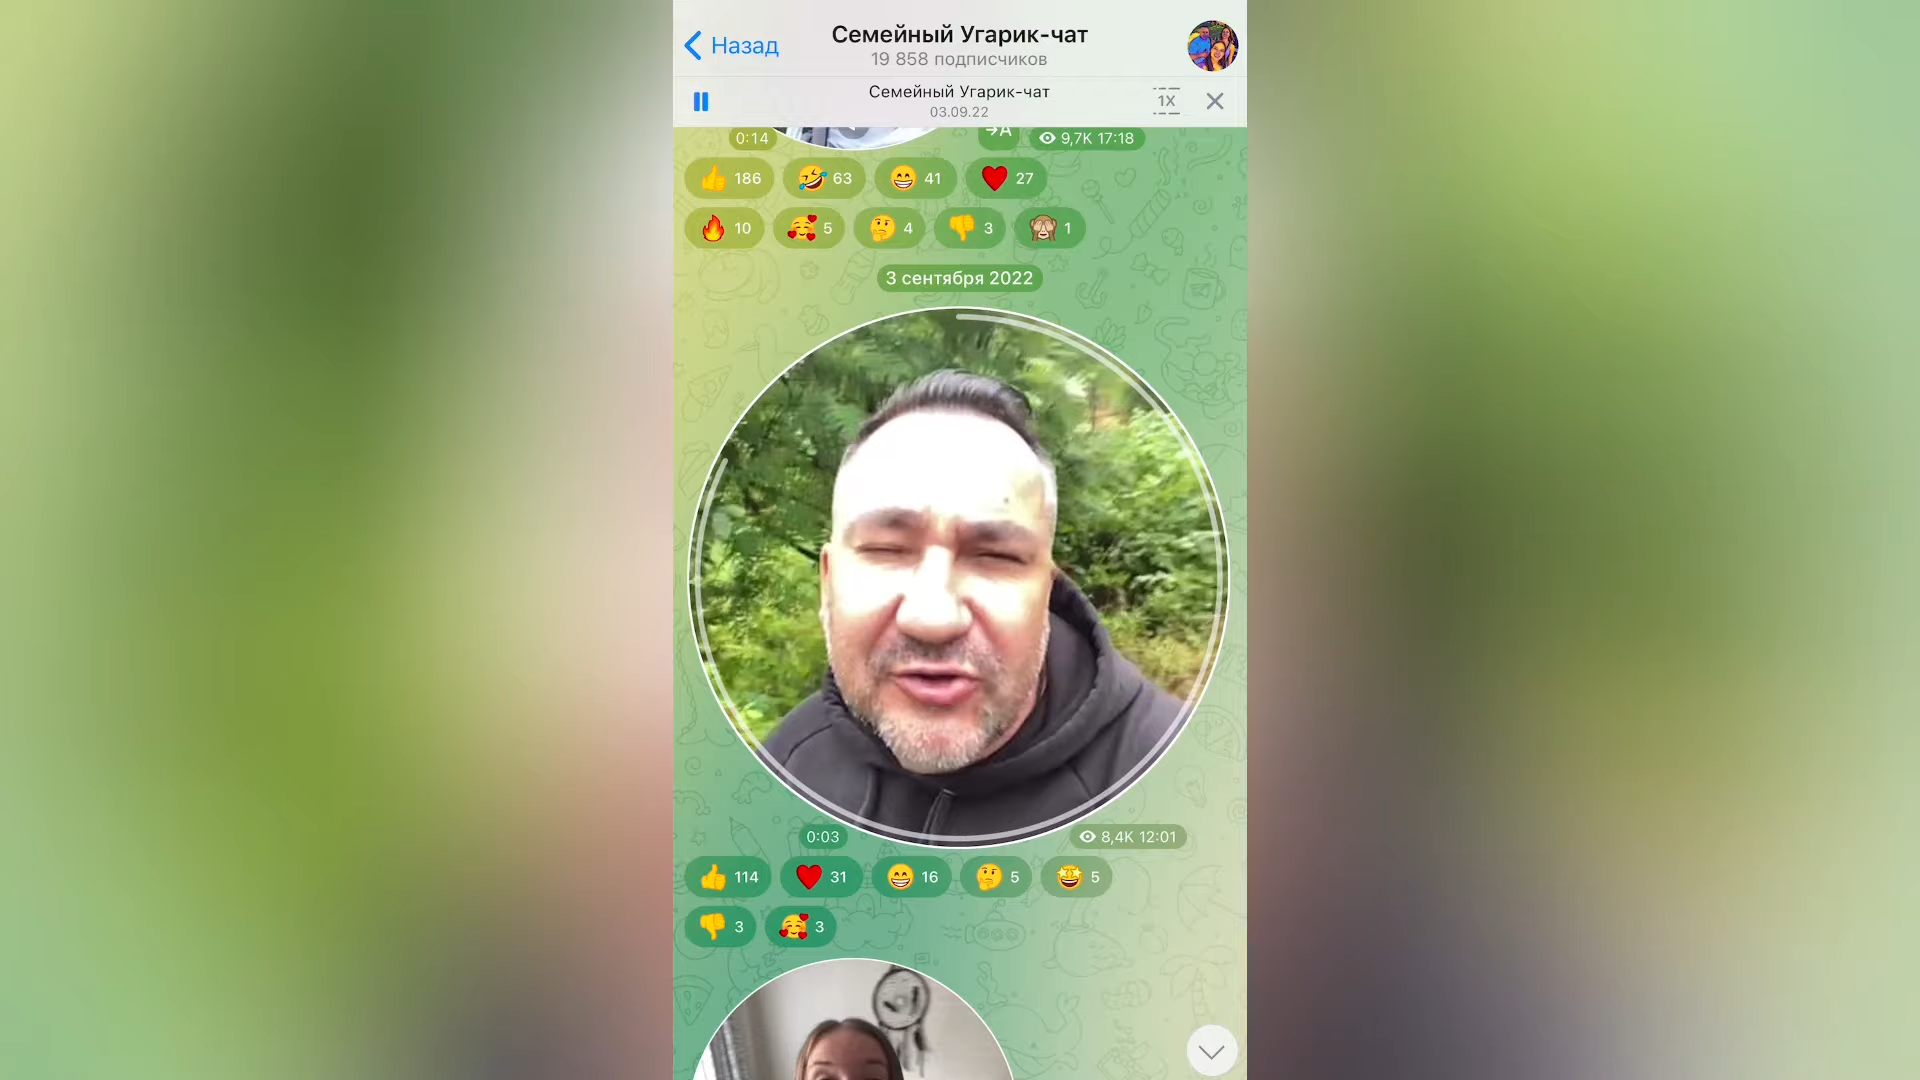 Назад
Семейный Угарик-чат
19 858 подписчиков
Семейный Угарик-чат
03.09.22
1X
0:14
→A
9,7K 17:18
186 63 41 27
10 5 4 3 1
3 сентября 2022
0:03
8,4K 12:01
114 31 16 5 5
3 3